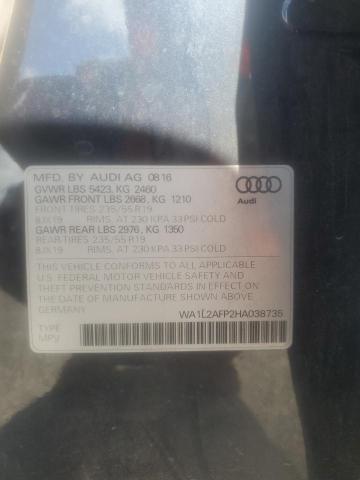 MFD. BY AUDI AG 08 16
GVWR LBS 5423, KG 2460
GAWR FRONT LBS 2668, KG 1210
FRONT TIRES 235/55 R19
8JX19 RIMS, AT 230 KPA 33 PSI COLD
GAWR REAR LBS 2976, KG 1350
REAR-TIRES 235/55 R19
8JX19 RIMS, AT 230 KPA 33 PSI COLD
Audi
THIS VEHICLE CONFORMS TO ALL APPLICABLE
U.S. FEDERAL MOTOR VEHICLE SAFETY AND
THEFT PREVENTION STANDARDS IN EFFECT ON
THE DATE OF MANUFACTURE SHOWN ABOVE.
GERMANY WA1L2AFP2HA038735
TYPE:
MPV